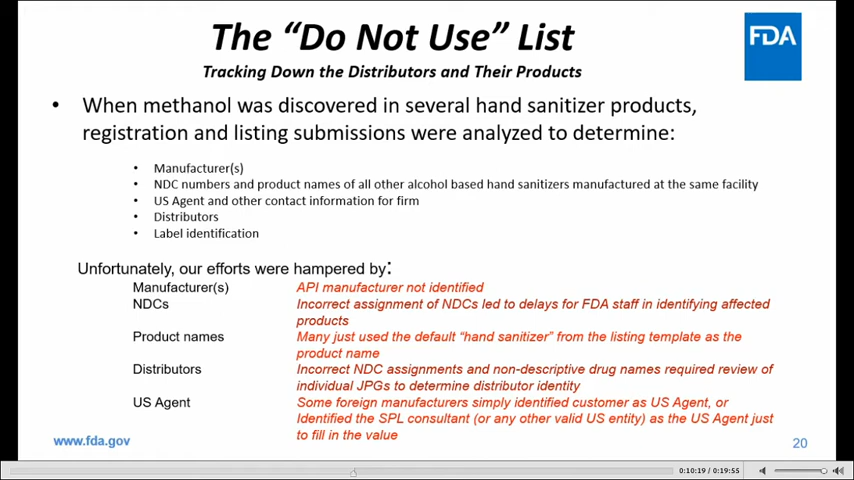 The “Do Not Use” List
FDA
Tracking Down the Distributors and Their Products
• When methanol was discovered in several hand sanitizer products,
registration and listing submissions were analyzed to determine:
• Manufacturer(s)
• NDC numbers and product names of all other alcohol based hand sanitizers manufactured at the same facility
• US Agent and other contact information for firm
• Distributors
• Label identification
Unfortunately, our efforts were hampered by:
Manufacturer(s) API manufacturer not identified
NDCs Incorrect assignment of NDCs led to delays for FDA staff in identifying affected
products
Product names Many just used the default “hand sanitizer” from the listing template as the
product name
Distributors Incorrect NDC assignments and non-descriptive drug names required review of
individual JPGs to determine distributor identity
US Agent Some foreign manufacturers simply identified customer as US Agent, or
Identified the SPL consultant (or any other valid US entity) as the US Agent just
to fill in the value
www.fda.gov 20
0:10:19 / 0:19:55